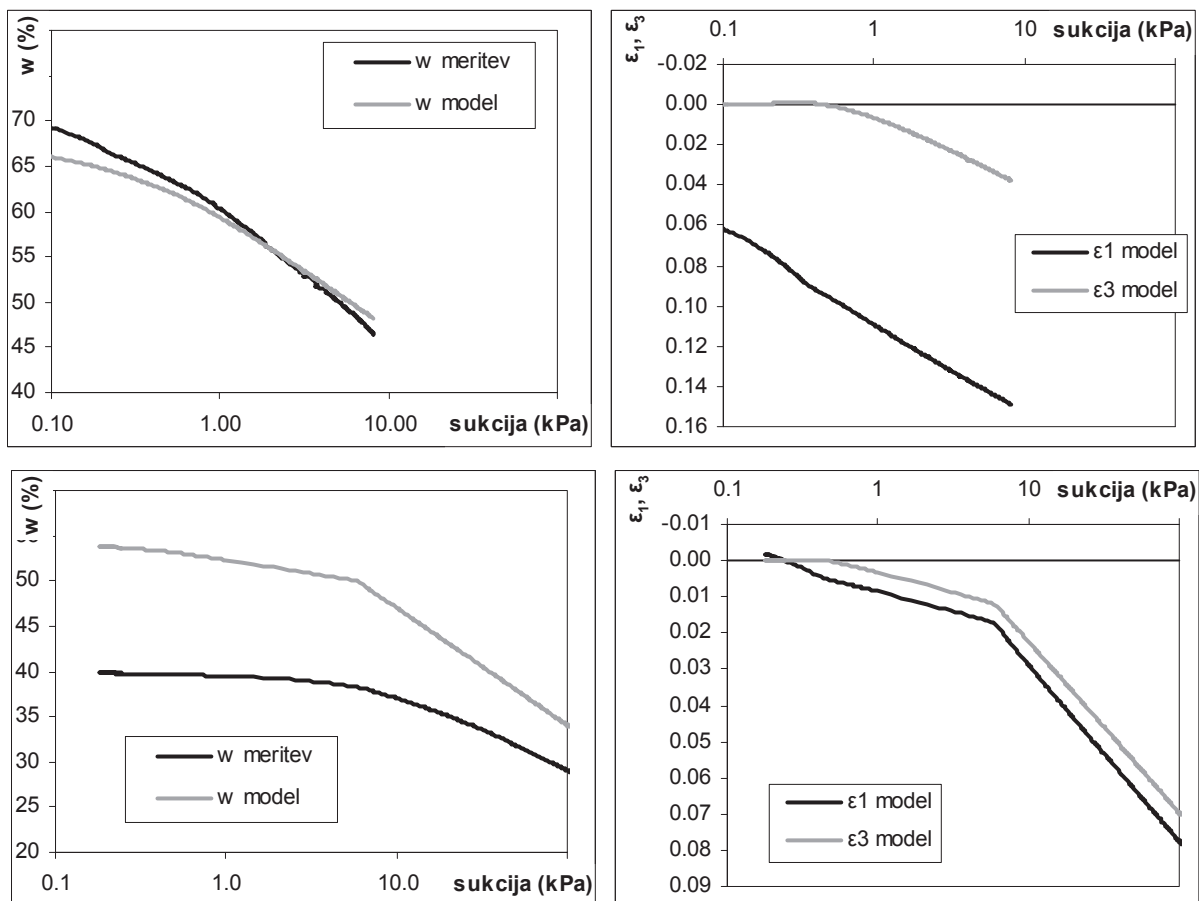 w (%)
w meritev
w model
70
65
60
55
50
45
40
0.10
1.00
10.00
sukcija (kPa)
ε1, ε3
0.1
1
10
sukcija (kPa)
-0.02
0.00
0.02
0.04
0.06
0.08
0.10
0.12
0.14
0.16
ε1 model
ε3 model
w (%)
50
45
40
35
30
25
20
w meritev
w model
0.1
1.0
10.0
sukcija (kPa)
ε1, ε3
0.1
1
10
sukcija (kPa)
-0.01
0.00
0.01
0.02
0.03
0.04
0.05
0.06
0.07
0.08
0.09
ε1 model
ε3 model